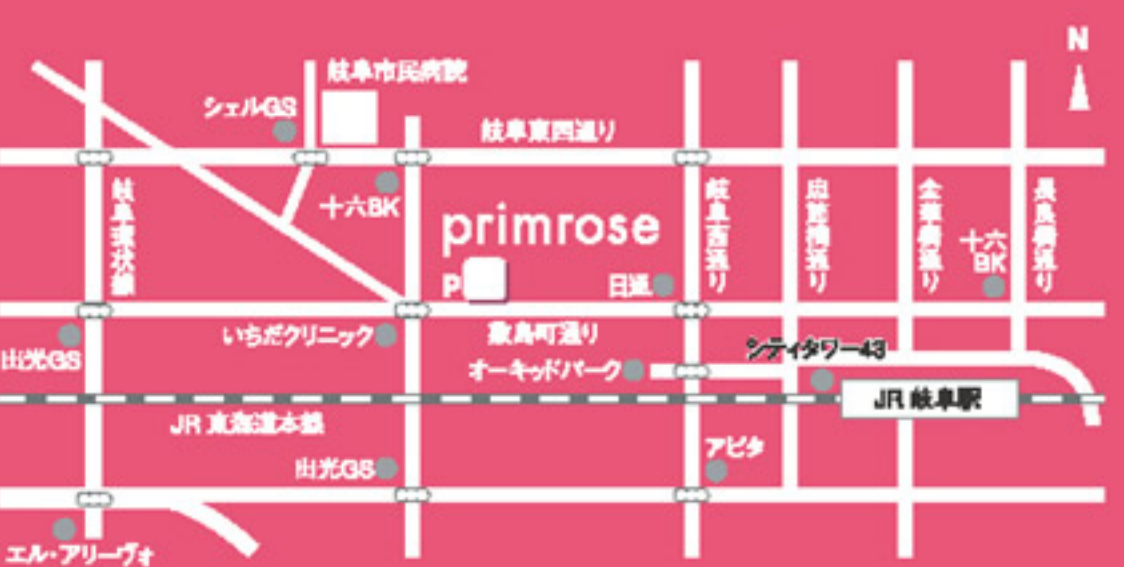 N
岐阜市民病院
シェルGS
岐阜東西通り
十六BK
primrose
P
日通
岐阜環状線
岐阜西通り
忠節橋通り
金華橋通り
十六
BK
長良橋通り
出光GS
いちだクリニック
敷島町通り
オーキッドパーク
シティタワー43
JR 岐阜駅
JR 東海道本線
出光GS
アピタ
エル・アリーヴォ